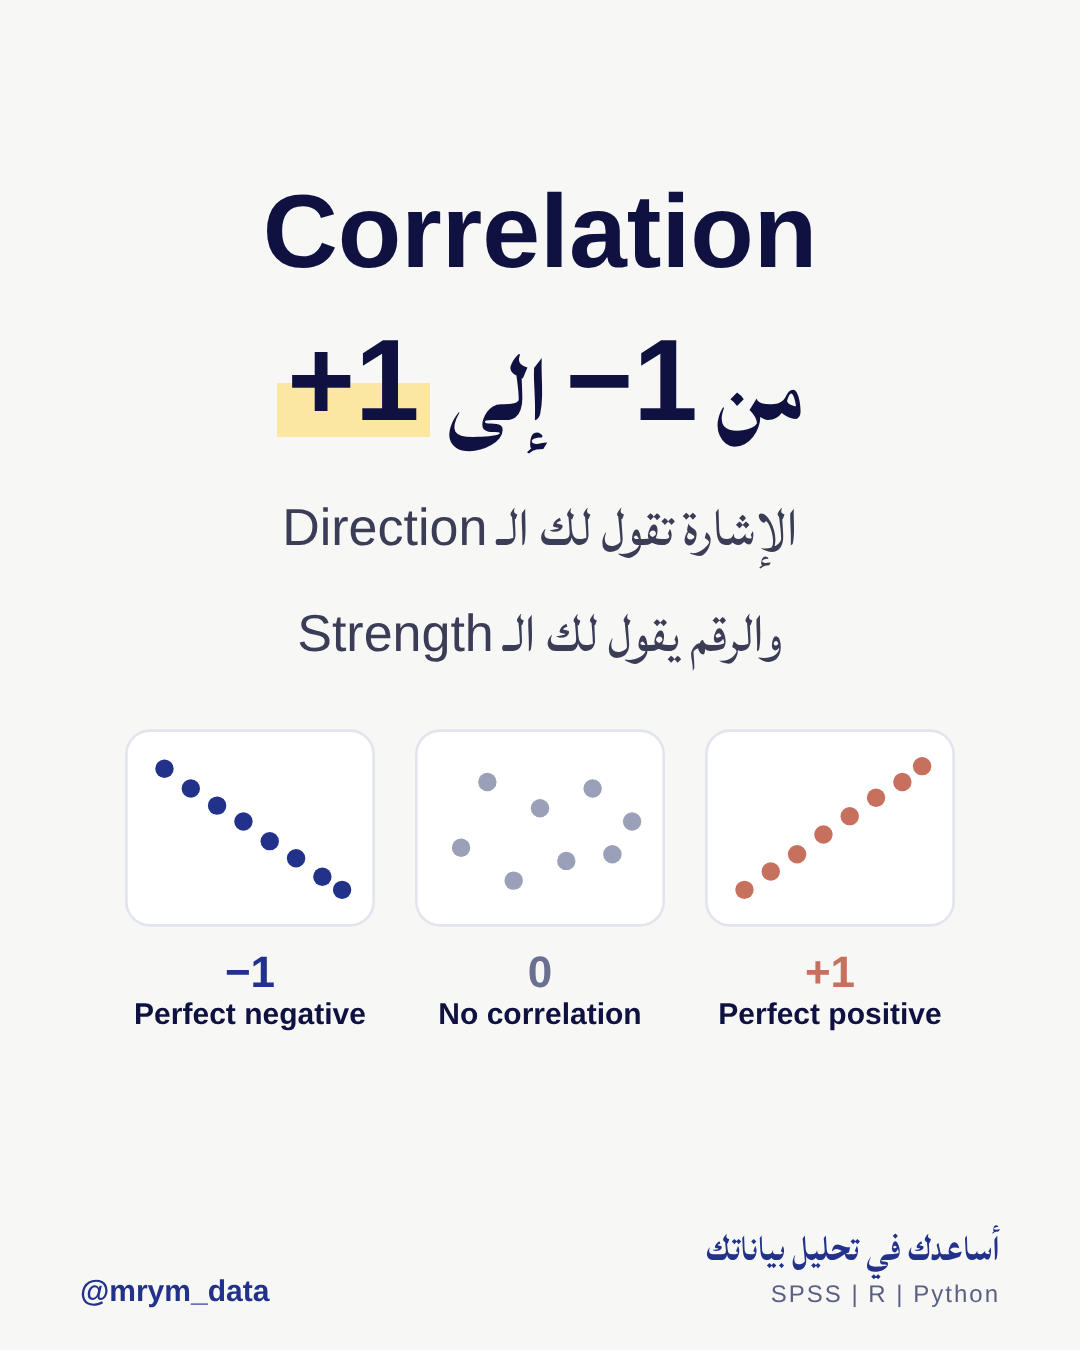 Correlation
من −1 إلى +1
الإشارة تقول لك الـ Direction
والرقم يقول لك الـ Strength
−1
Perfect negative
0
No correlation
+1
Perfect positive
أساعدك في تحليل بياناتك
SPSS | R | Python
@mrym_data